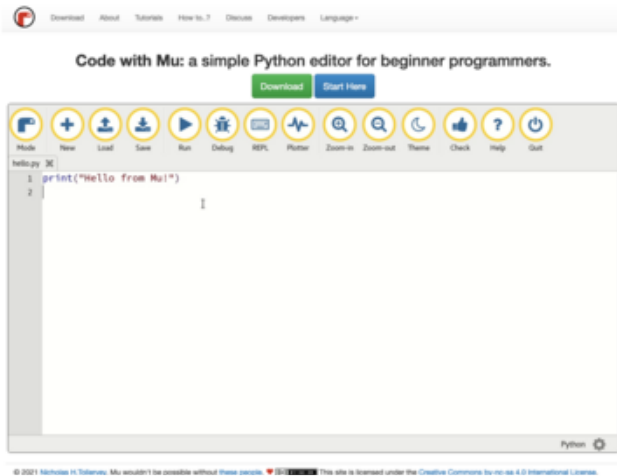 Download About Tutorials How to..? Discuss Developers Language
Code with Mu: a simple Python editor for beginner programmers.
Download Start Here
Mode New Load Save Run Debug REPL Plotter Zoom-in Zoom-out Theme Check Help Quit
hello.py
1 print("Hello from Mu!")
2
Python
© 2021 Nicholas H.Tollervey. Mu wouldn't be possible without these people. This site is licensed under the Creative Commons by-nc-sa 4.0 International License.